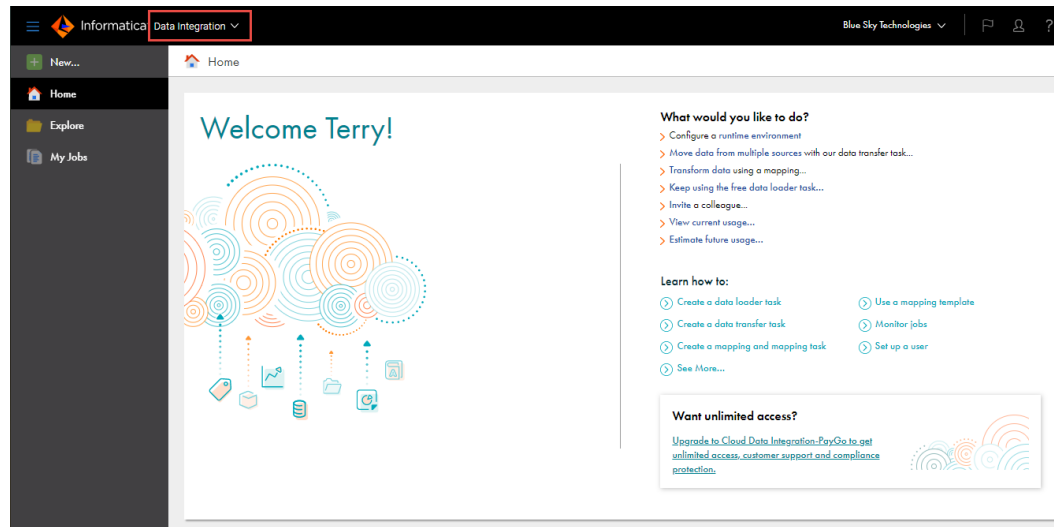 Informatica Data Integration
Blue Sky Technologies
?
New...
Home
Explore
My Jobs
Home
Welcome Terry!
A
What would you like to do?
Configure a runtime environment
Move data from multiple sources with our data transfer task...
Transform data using a mapping...
Keep using the free data loader task...
Invite a colleague...
View current usage...
Estimate future usage...
Learn how to:
Create a data loader task
Use a mapping template
Create a data transfer task
Monitor jobs
Create a mapping and mapping task
Set up a user
See More...
Want unlimited access?
Upgrade to Cloud Data Integration-PayGo to get
unlimited access, customer support and compliance
protection.